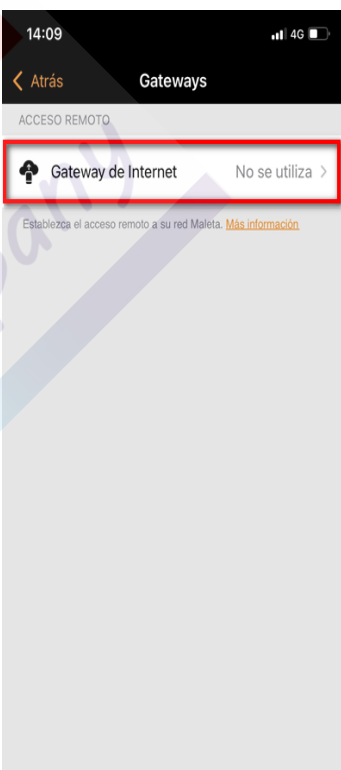 14:09
4G
Atrás
Gateways
ACCESO REMOTO
Gateway de Internet
No se utiliza
Establezca el acceso remoto a su red Maleta. Más información